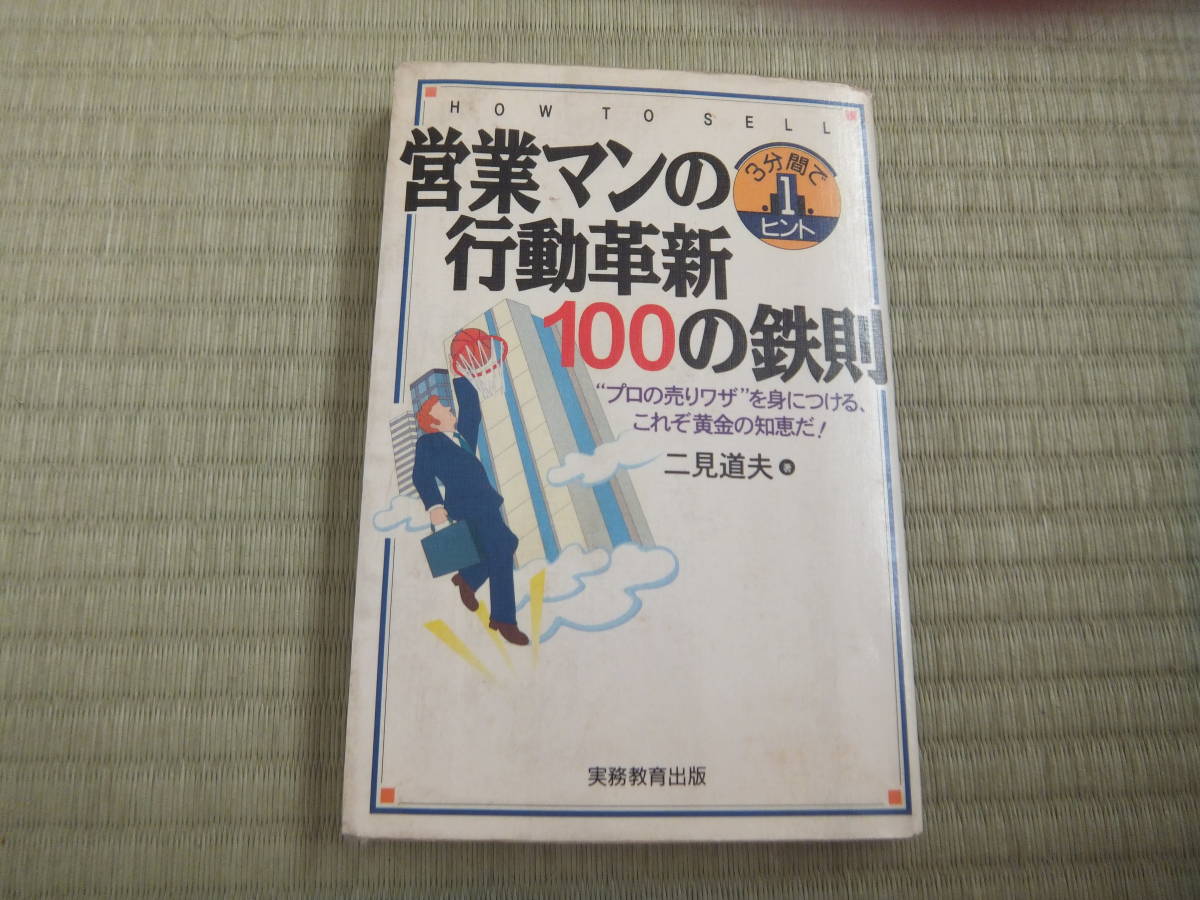 HOW TO SELL
営業マンの
行動革新
100の鉄則
3分間で
1
ヒント
“プロの売りワザ”を身につける、
これぞ黄金の知恵だ!
二見道夫 著
実務教育出版